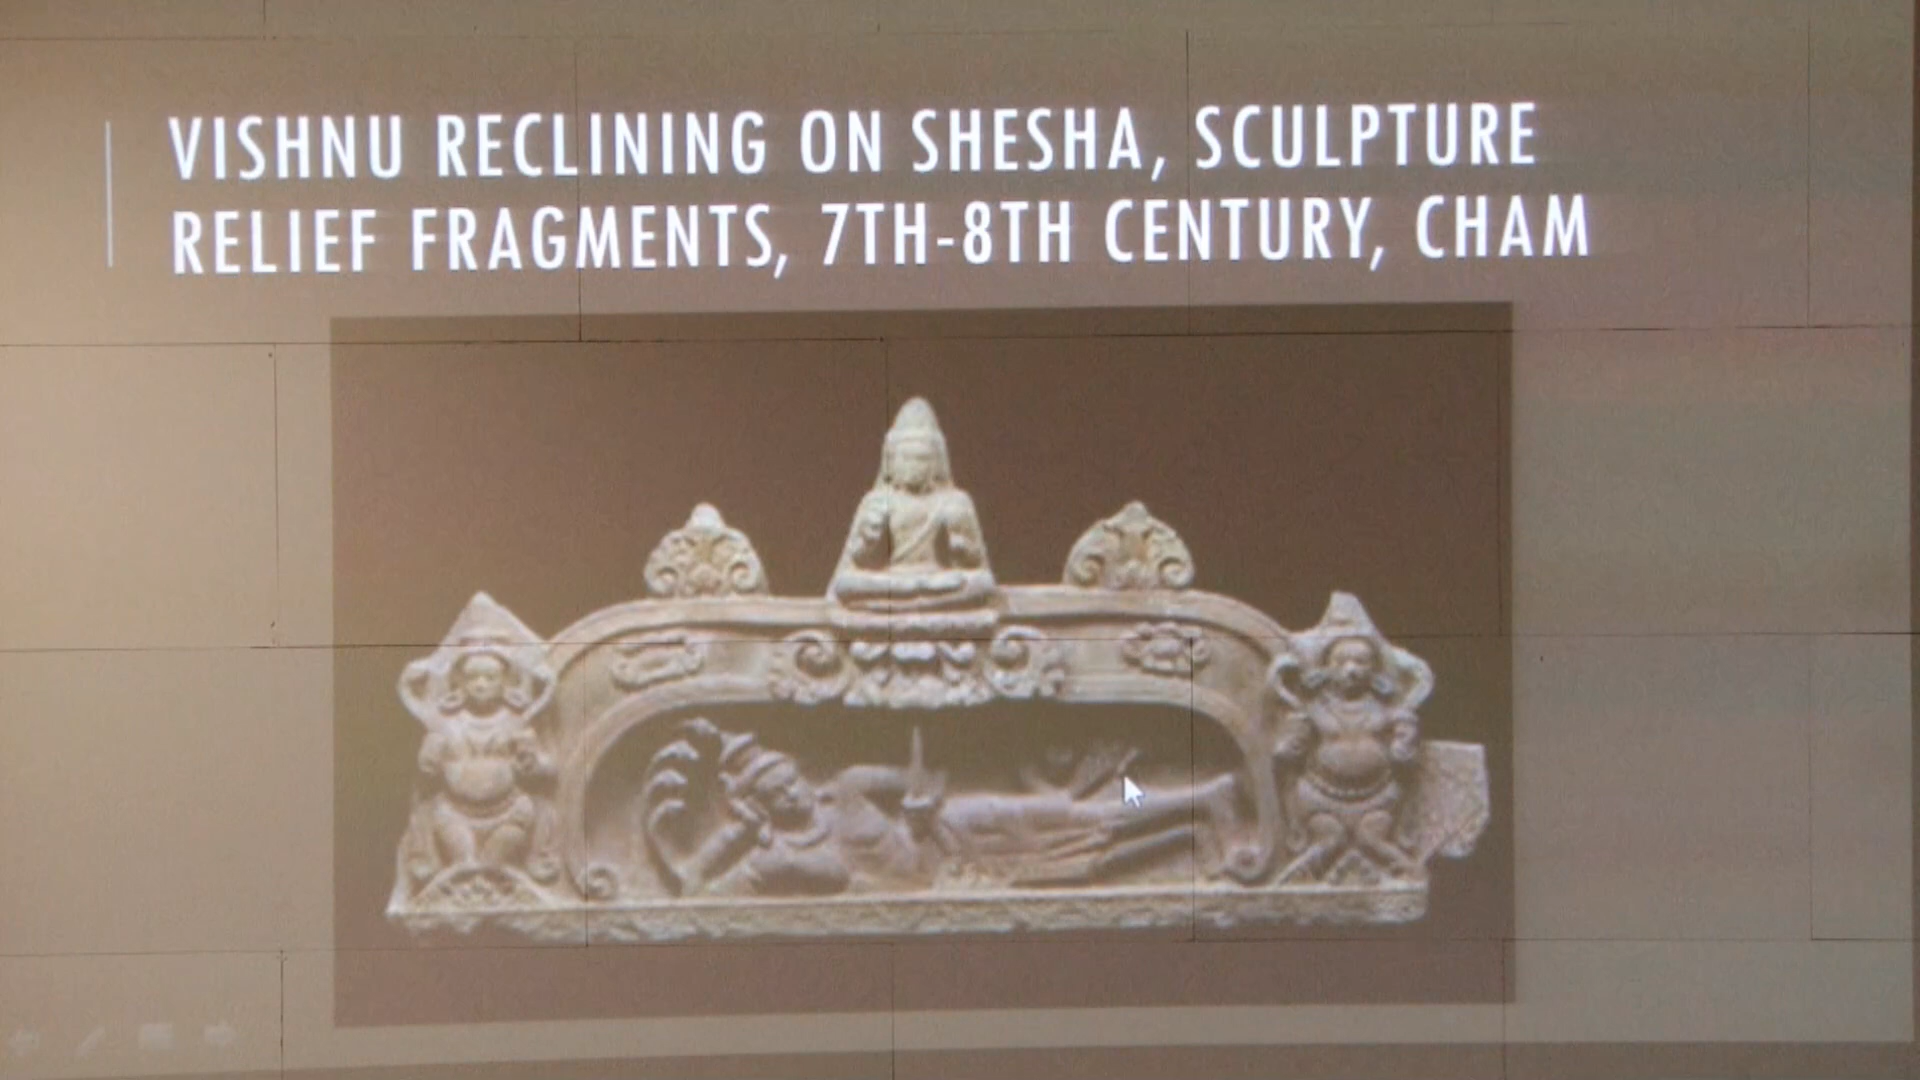 VISHNU RECLINING ON SHESHA, SCULPTURE
RELIEF FRAGMENTS, 7TH-8TH CENTURY, CHAM